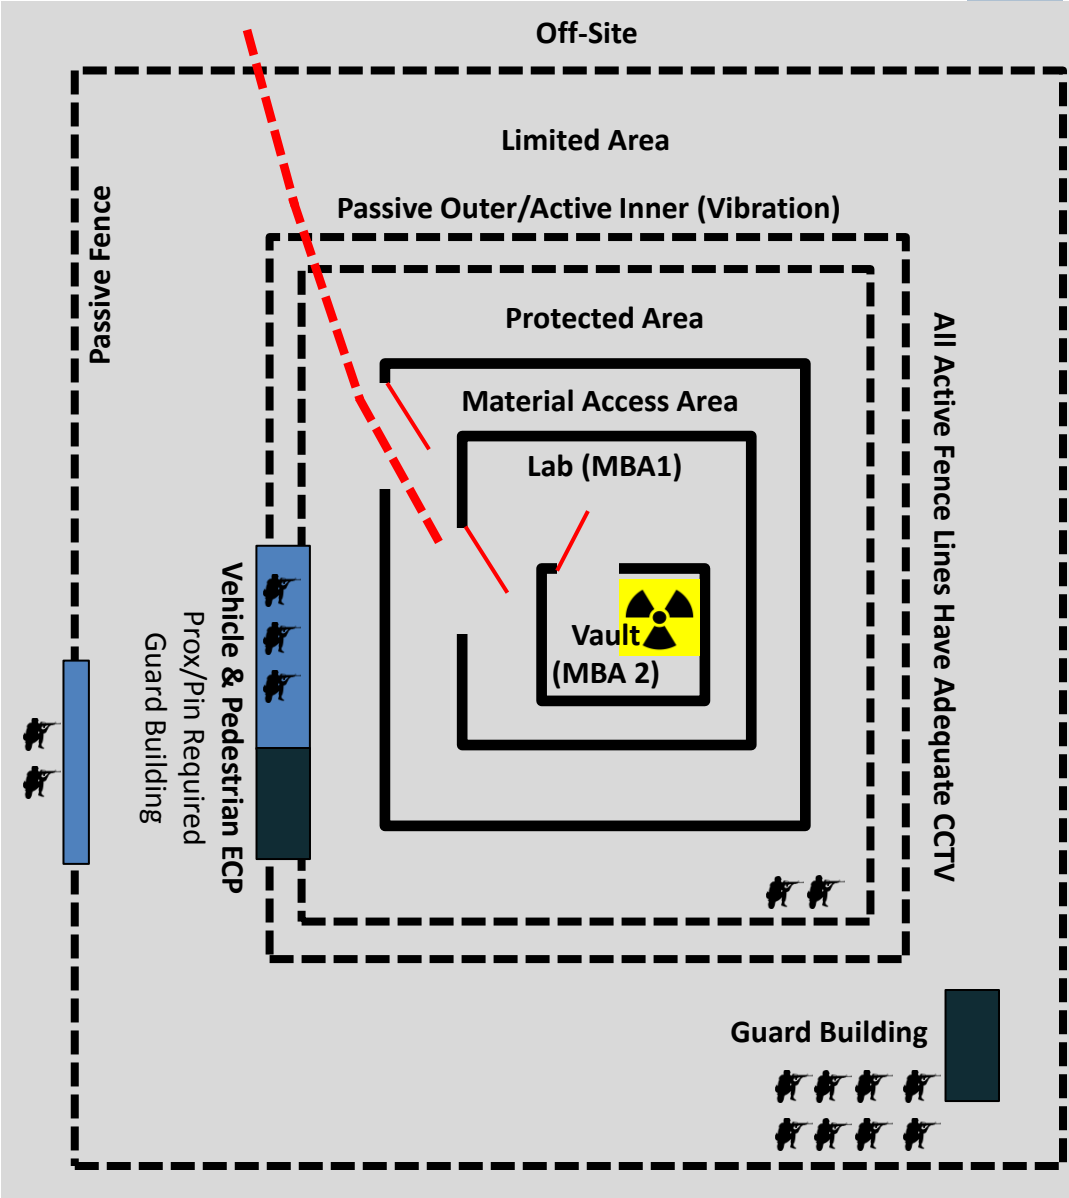 Off-Site
Limited Area
Passive Outer/Active Inner (Vibration)
Passive Fence
Protected Area
All Active Fence Lines Have Adequate CCTV
Material Access Area
Lab (MBA1)
Vault
(MBA 2)
Vehicle & Pedestrian ECP
Prox/Pin Required
Guard Building
Guard Building